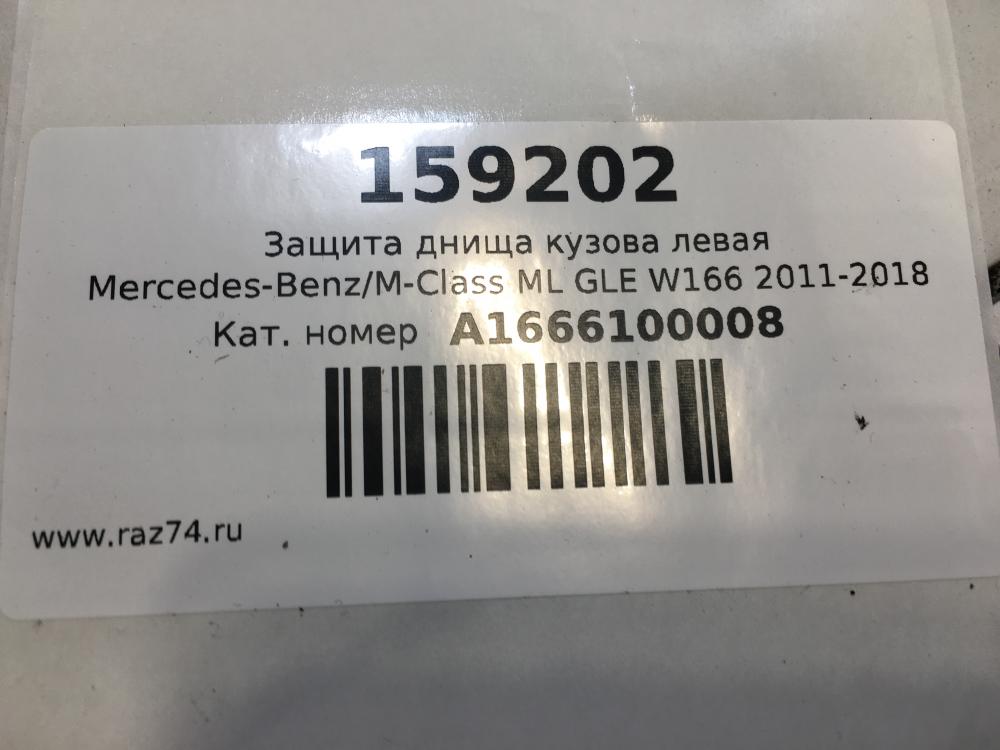 159202
Защита днища кузова левая
Mercedes-Benz/M-Class ML GLE W166 2011-2018
Кат. номер A1666100008
www.raz74.ru